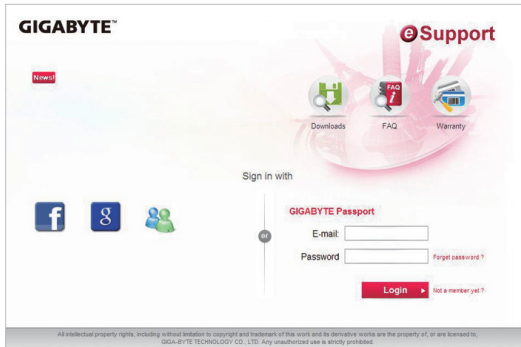 GIGABYTE™
eSupport
News!
FAQ
Downloads
FAQ
Warranty
Sign in with
or
GIGABYTE Passport
E-mail:
Password
Forget password ?
Login
Not a member yet ?
All intellectual property rights, including without limitation to copyright and trademark of this work and its derivative works are the property of, or are licensed to,
GIGA-BYTE TECHNOLOGY CO., LTD. Any unauthorized use is strictly prohibited.